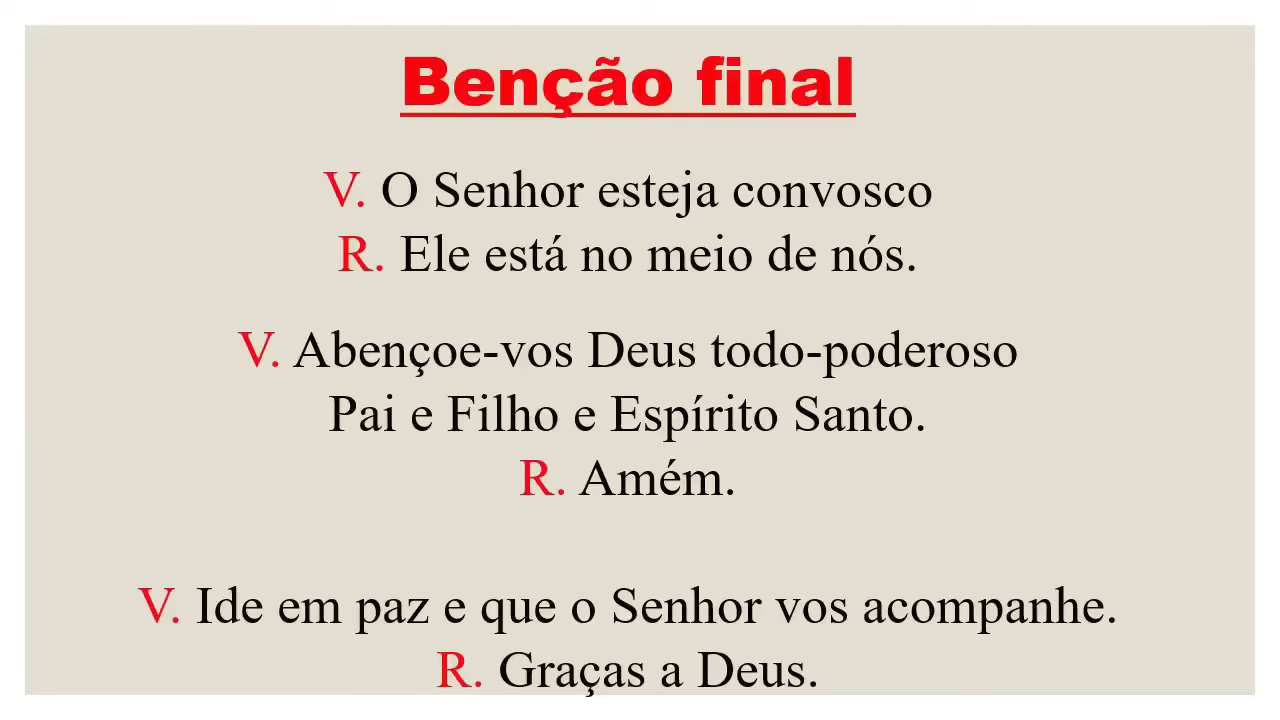 Benção final
V. O Senhor esteja convosco
R. Ele está no meio de nós.
V. Abençoe-vos Deus todo-poderoso
Pai e Filho e Espírito Santo.
R. Amém.
V. Ide em paz e que o Senhor vos acompanhe.
R. Graças a Deus.